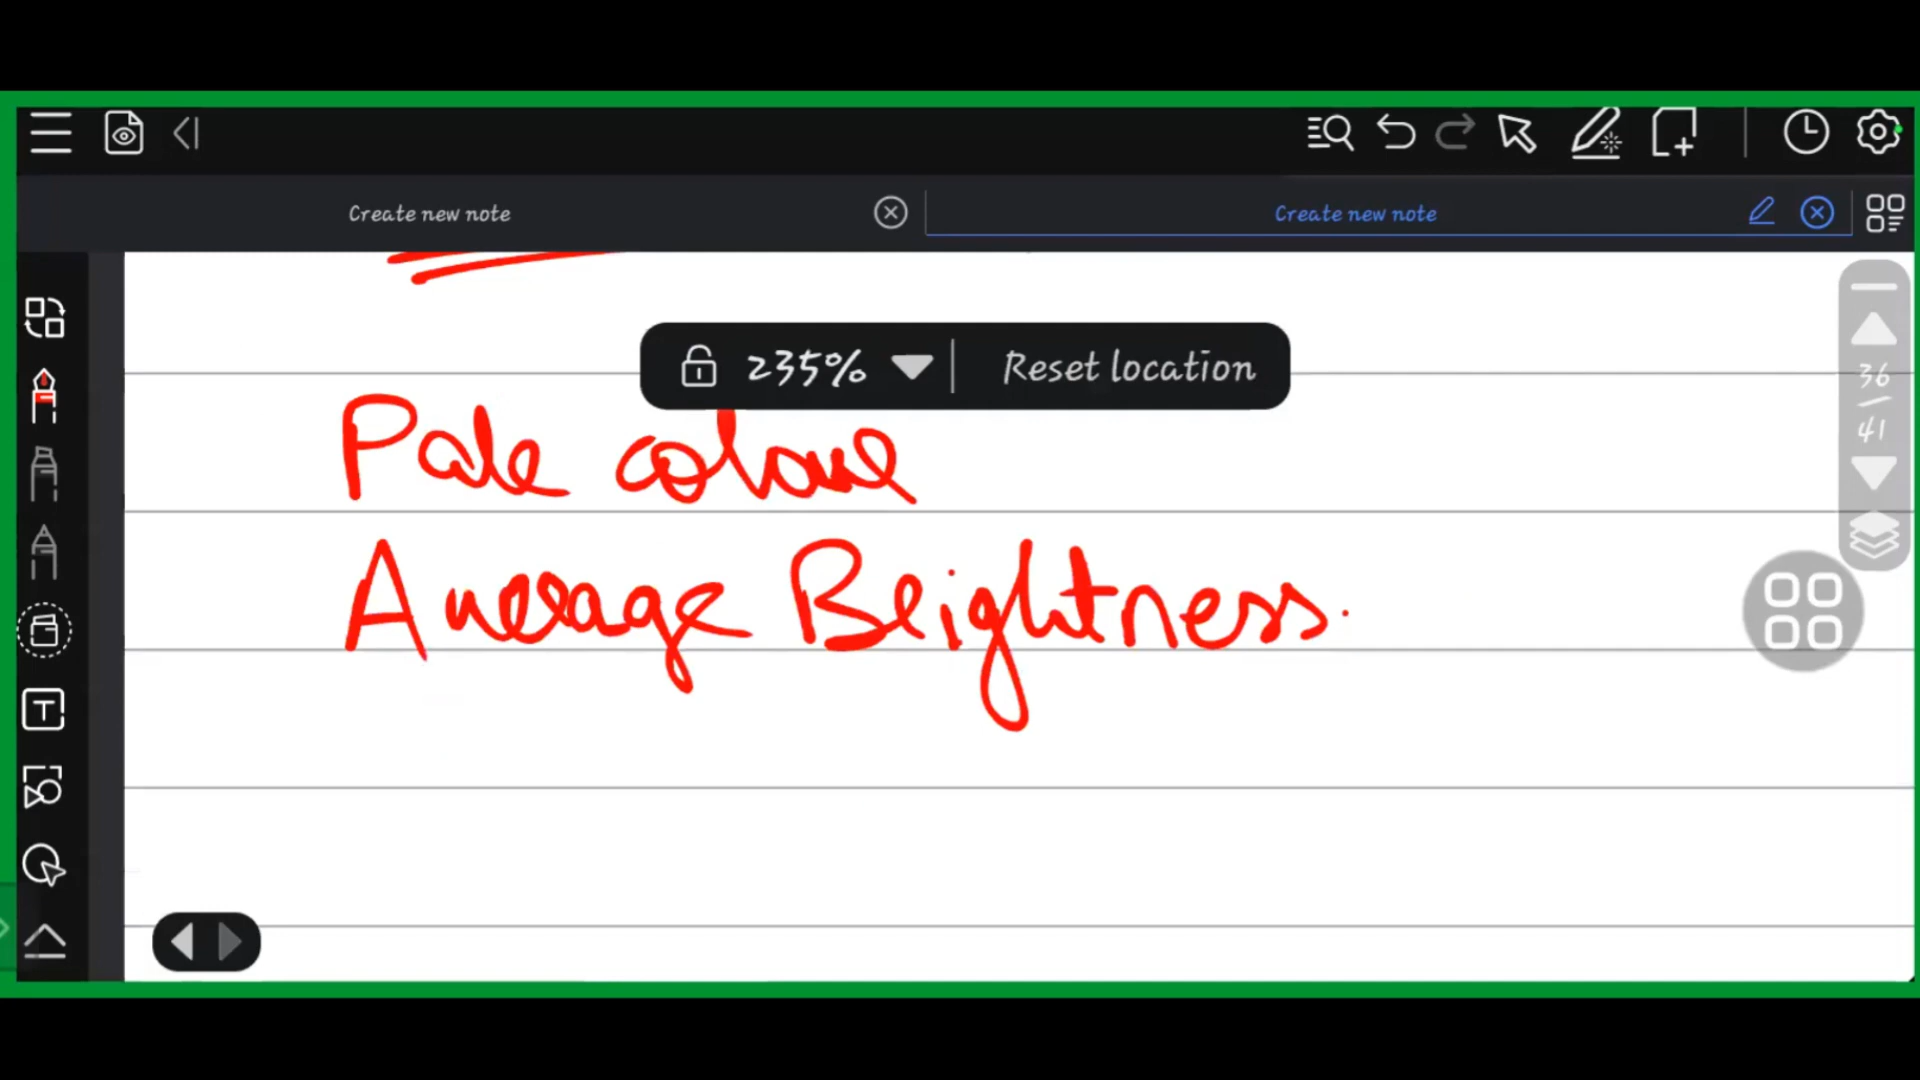 Create new note
Create new note
235%
Reset location
36
41
Pale colour
Average Brightness.
T